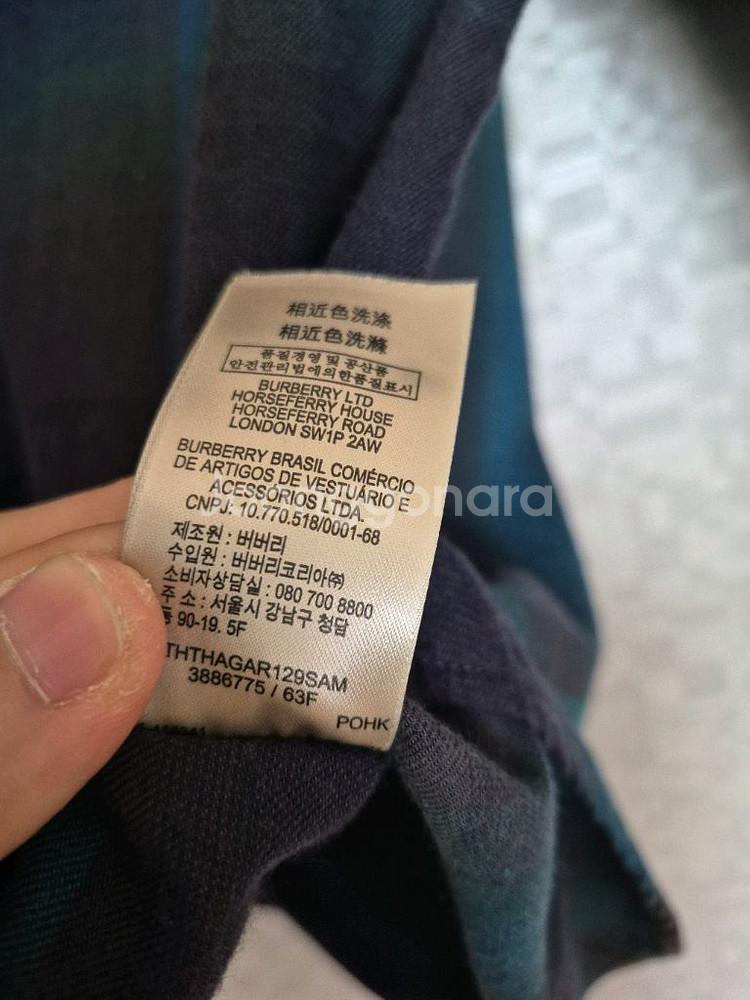 相近色洗涤
相近色洗滌
품질경영 및 공산품
안전관리법에의한품질표시
BURBERRY LTD
HORSEFERRY HOUSE
HORSEFERRY ROAD
LONDON SW1P 2AW
BURBERRY BRASIL COMÉRCIO
DE ARTIGOS DE VESTUÁRIO E
ACESSÓRIOS LTDA.
CNPJ: 10.770.518/0001-68
제조원 : 버버리
수입원 : 버버리코리아㈜
소비자상담실 : 080 700 8800
주 소 : 서울시 강남구 청담
동 90-19. 5F
THTHAGAR129SAM
3886775 / 63F
POHK